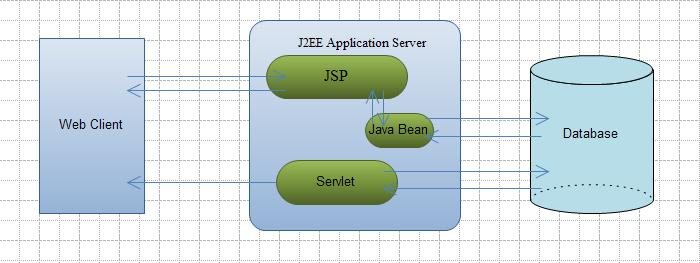 J2EE Application Server
JSP
Web Client
Java Bean
Database
Servlet